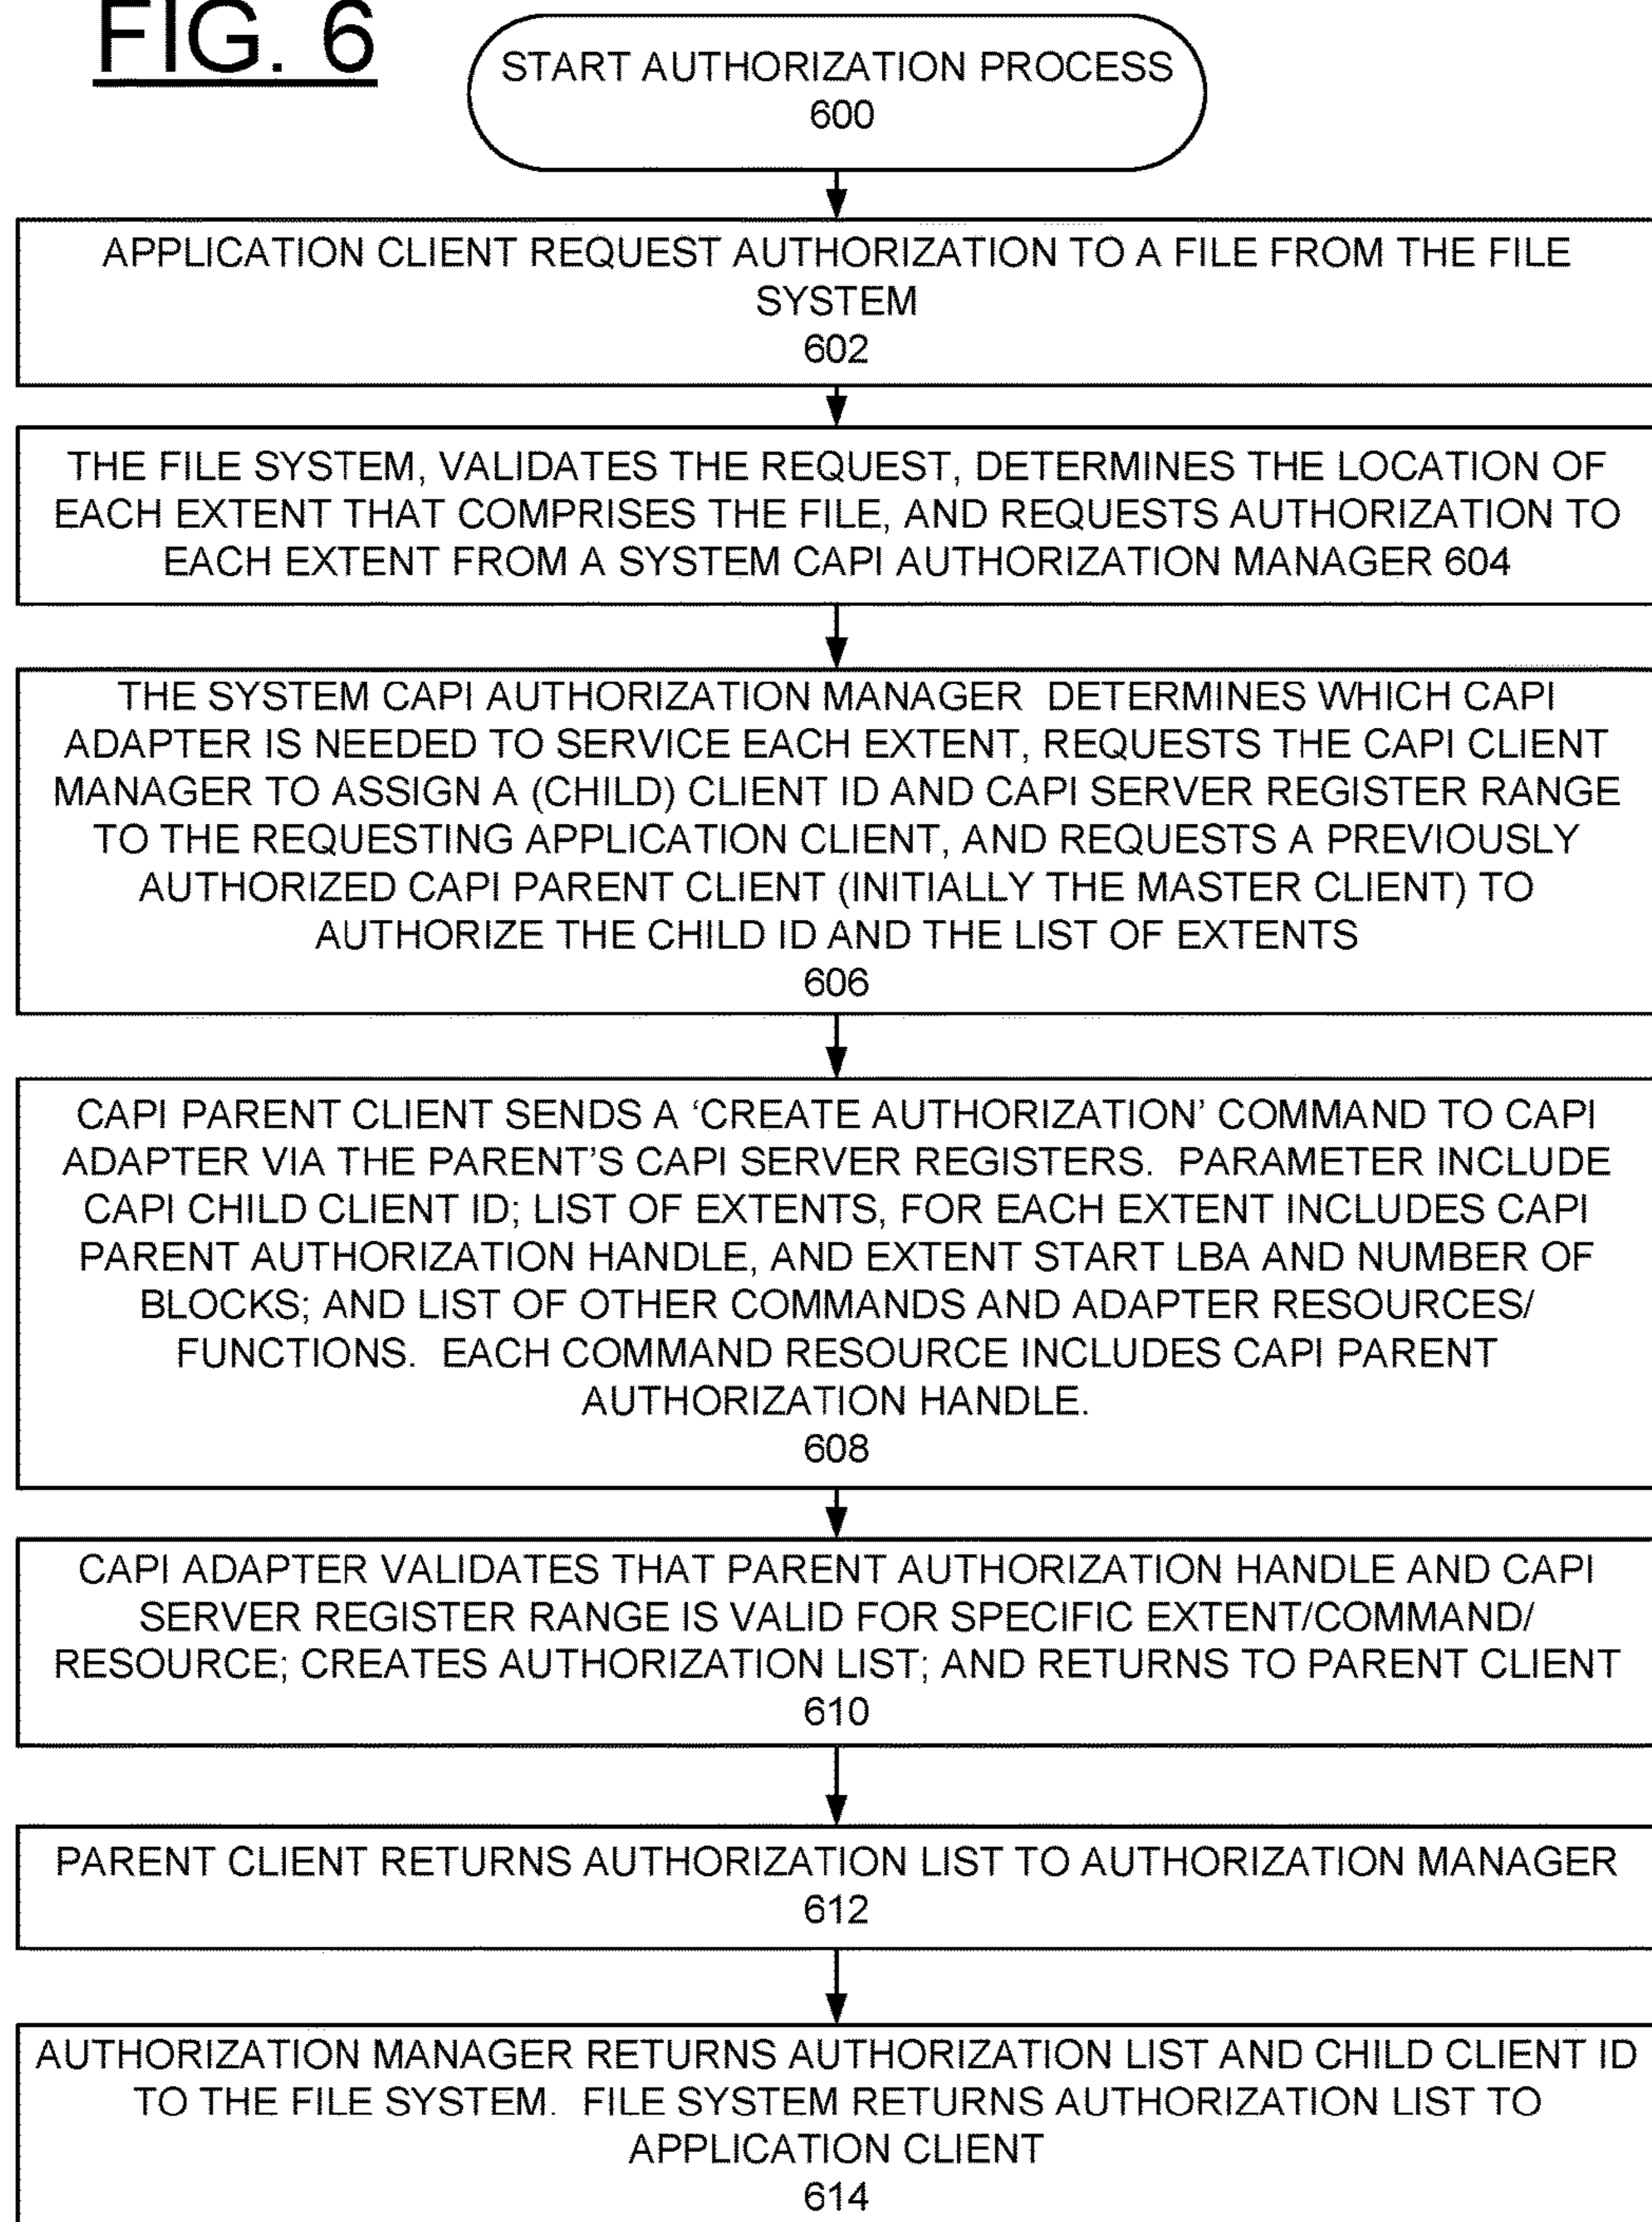 FIG. 6
START AUTHORIZATION PROCESS
600
APPLICATION CLIENT REQUEST AUTHORIZATION TO A FILE FROM THE FILE
SYSTEM
602
THE FILE SYSTEM, VALIDATES THE REQUEST, DETERMINES THE LOCATION OF
EACH EXTENT THAT COMPRISES THE FILE, AND REQUESTS AUTHORIZATION TO
EACH EXTENT FROM A SYSTEM CAPI AUTHORIZATION MANAGER 604
THE SYSTEM CAPI AUTHORIZATION MANAGER DETERMINES WHICH CAPI
ADAPTER IS NEEDED TO SERVICE EACH EXTENT, REQUESTS THE CAPI CLIENT
MANAGER TO ASSIGN A (CHILD) CLIENT ID AND CAPI SERVER REGISTER RANGE
TO THE REQUESTING APPLICATION CLIENT, AND REQUESTS A PREVIOUSLY
AUTHORIZED CAPI PARENT CLIENT (INITIALLY THE MASTER CLIENT) TO
AUTHORIZE THE CHILD ID AND THE LIST OF EXTENTS
606
CAPI PARENT CLIENT SENDS A ‘CREATE AUTHORIZATION’ COMMAND TO CAPI
ADAPTER VIA THE PARENT’S CAPI SERVER REGISTERS. PARAMETER INCLUDE
CAPI CHILD CLIENT ID; LIST OF EXTENTS, FOR EACH EXTENT INCLUDES CAPI
PARENT AUTHORIZATION HANDLE, AND EXTENT START LBA AND NUMBER OF
BLOCKS; AND LIST OF OTHER COMMANDS AND ADAPTER RESOURCES/
FUNCTIONS. EACH COMMAND RESOURCE INCLUDES CAPI PARENT
AUTHORIZATION HANDLE.
608
CAPI ADAPTER VALIDATES THAT PARENT AUTHORIZATION HANDLE AND CAPI
SERVER REGISTER RANGE IS VALID FOR SPECIFIC EXTENT/COMMAND/
RESOURCE; CREATES AUTHORIZATION LIST; AND RETURNS TO PARENT CLIENT
610
PARENT CLIENT RETURNS AUTHORIZATION LIST TO AUTHORIZATION MANAGER
612
AUTHORIZATION MANAGER RETURNS AUTHORIZATION LIST AND CHILD CLIENT ID
TO THE FILE SYSTEM. FILE SYSTEM RETURNS AUTHORIZATION LIST TO
APPLICATION CLIENT
614